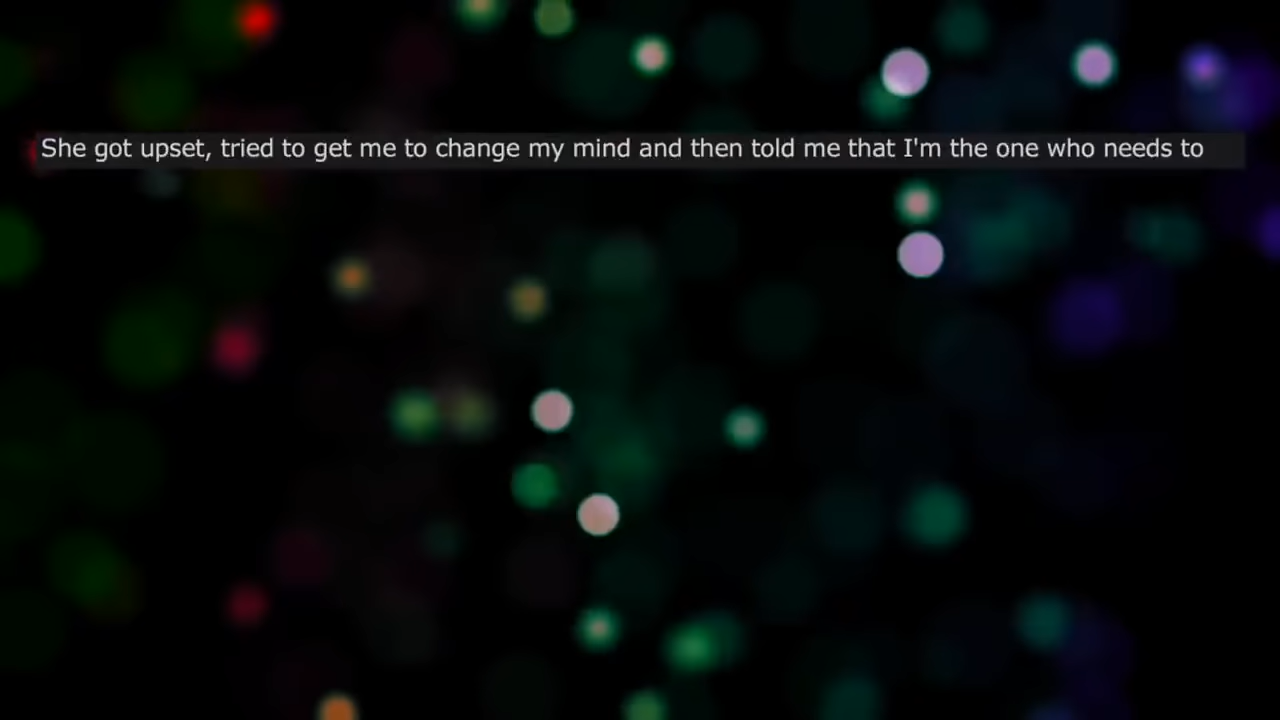 She got upset, tried to get me to change my mind and then told me that I'm the one who needs to